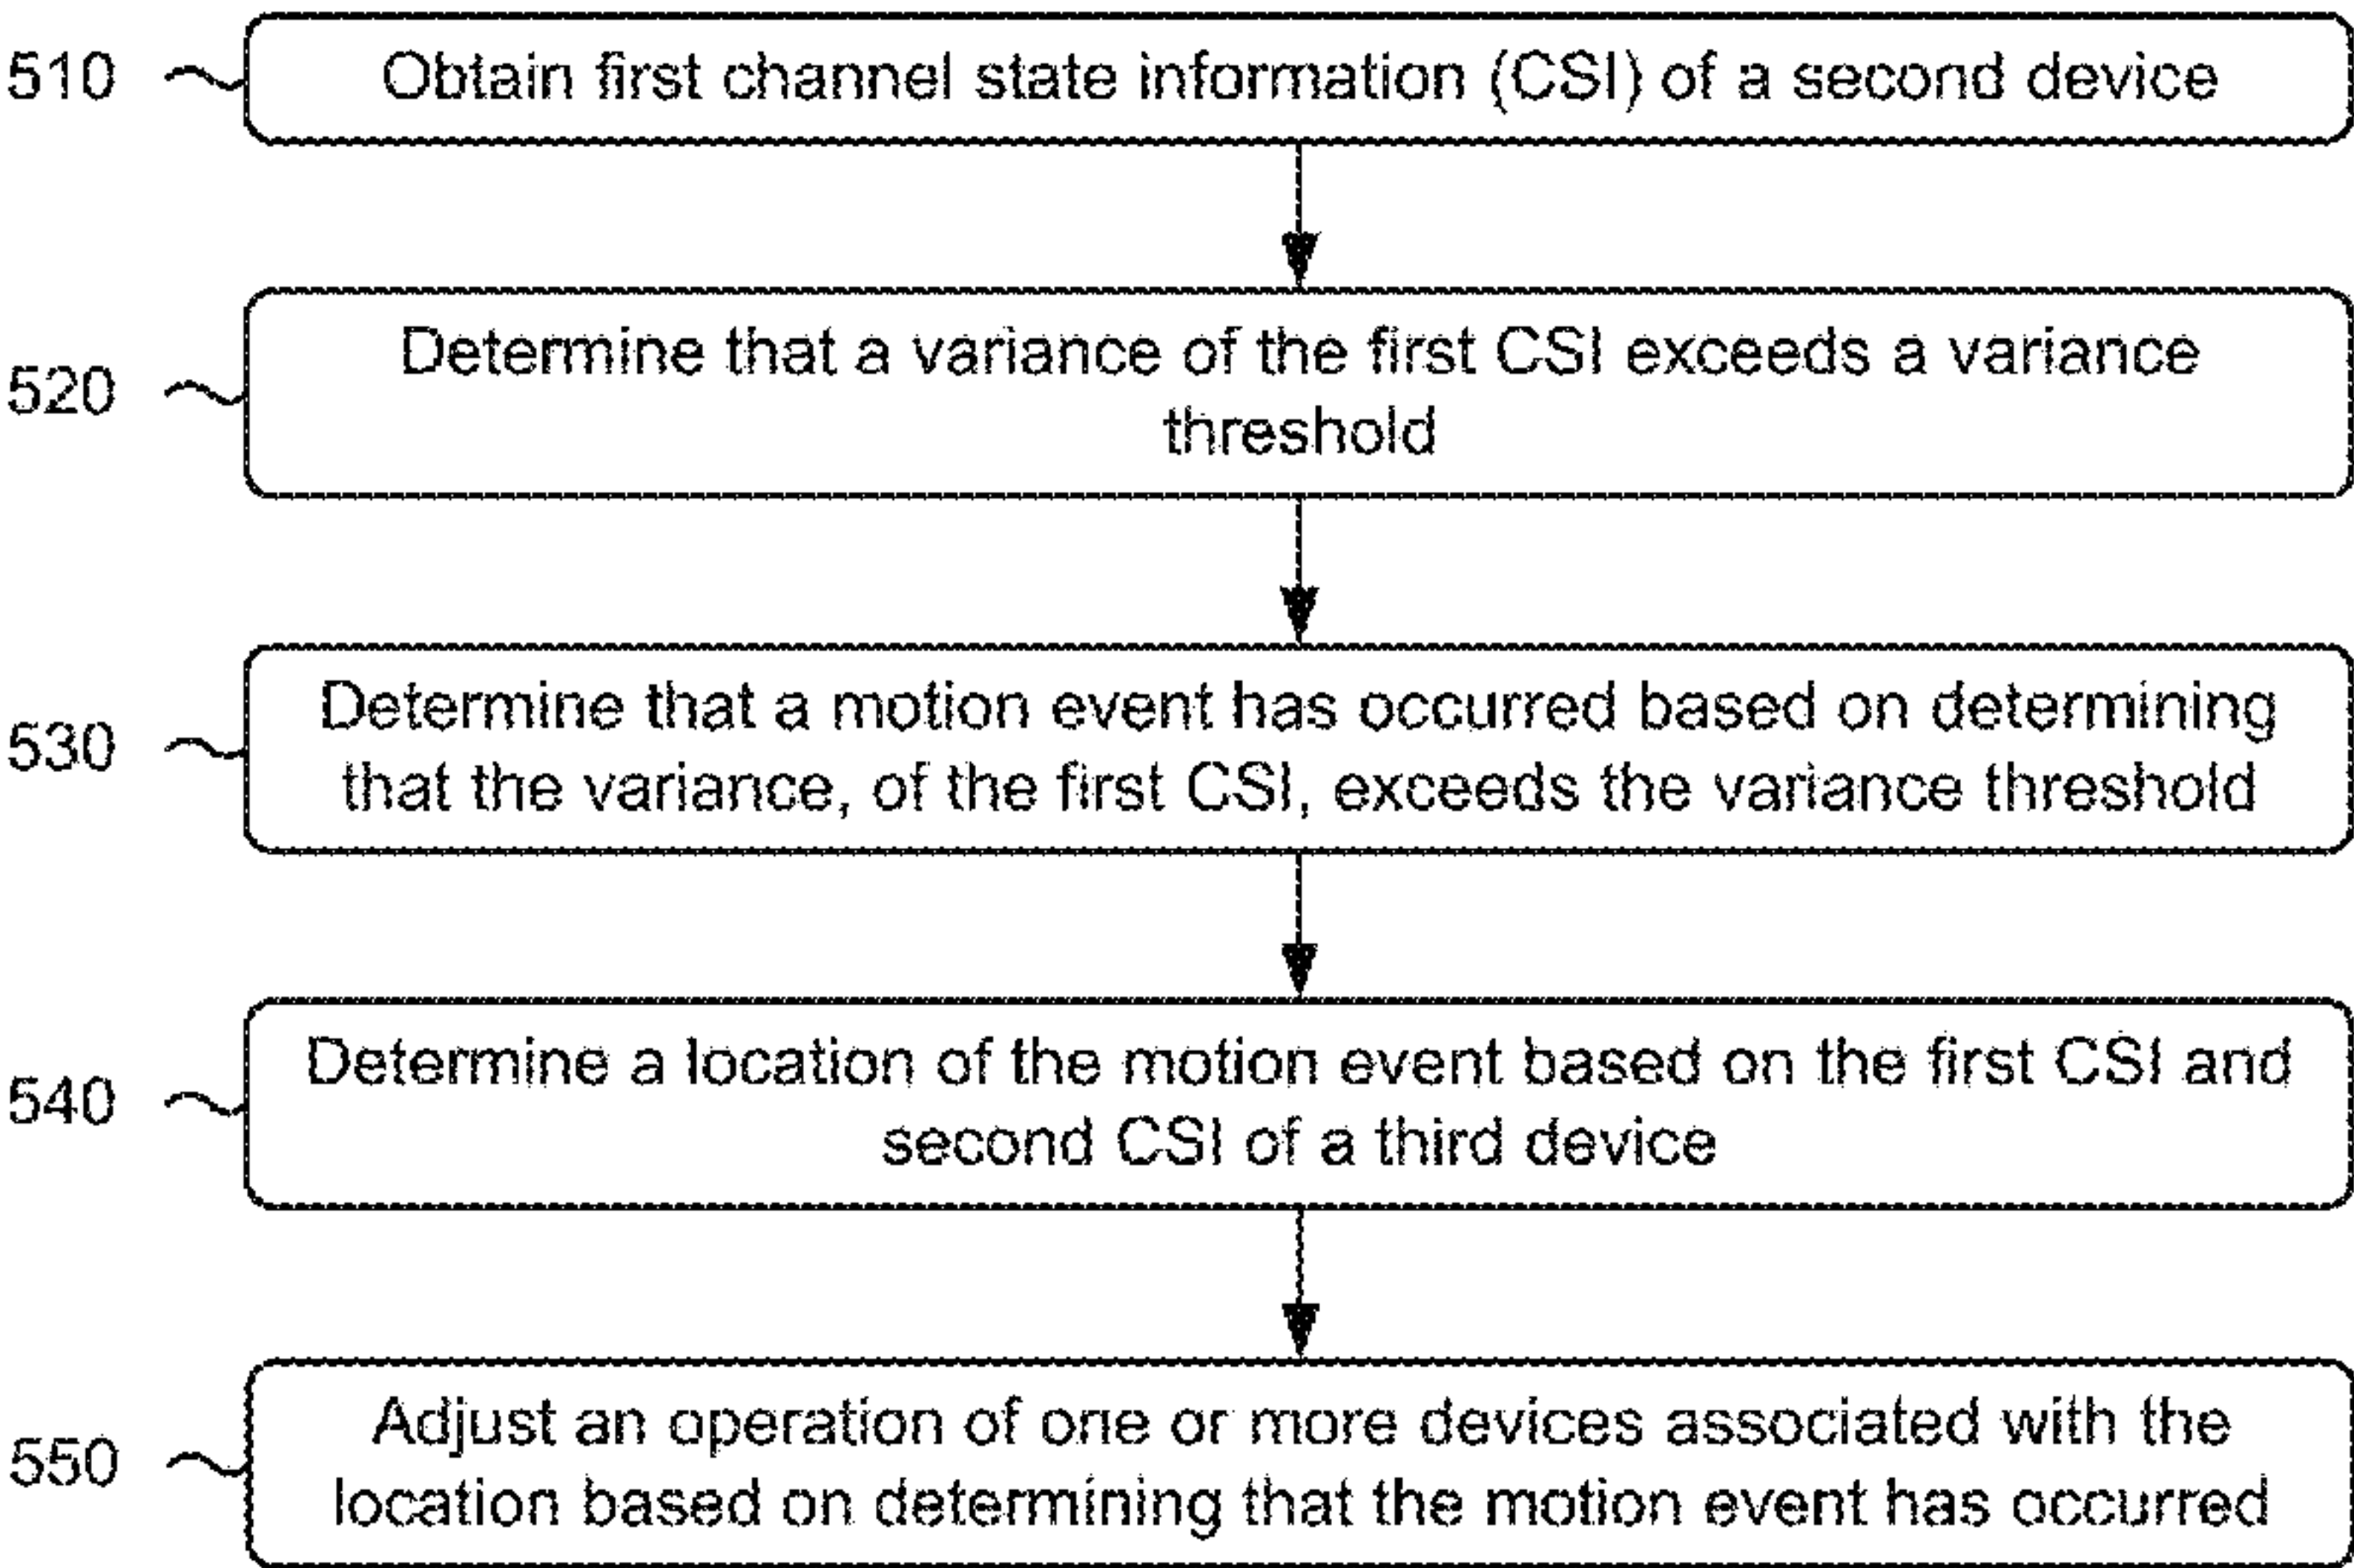 510
Obtain first channel state information (CSI) of a second device
520
Determine that a variance of the first CSI exceeds a variance
threshold
530
Determine that a motion event has occurred based on determining
that the variance, of the first CSI, exceeds the variance threshold
540
Determine a location of the motion event based on the first CSI and
second CSI of a third device
550
Adjust an operation of one or more devices associated with the
location based on determining that the motion event has occurred